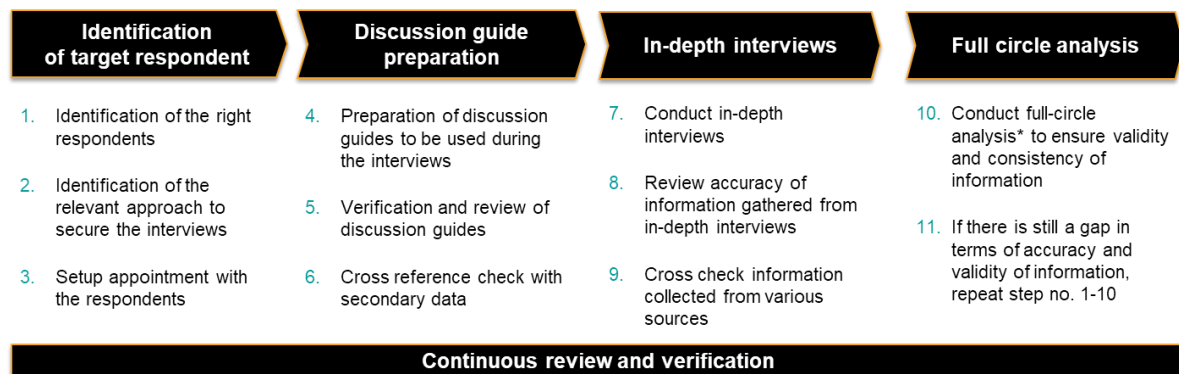 Identification
of target respondent
1. Identification of the right
respondents
2. Identification of the
relevant approach to
secure the interviews
3. Setup appointment with
the respondents
Discussion guide
preparation
4. Preparation of discussion
guides to be used during
the interviews
5. Verification and review of
discussion guides
6. Cross reference check with
secondary data
In-depth interviews
7. Conduct in-depth
interviews
8. Review accuracy of
information gathered from
in-depth interviews
9. Cross check information
collected from various
sources
Full circle analysis
10. Conduct full-circle
analysis* to ensure validity
and consistency of
information
11. If there is still a gap in
terms of accuracy and
validity of information,
repeat step no. 1-10
Continuous review and verification